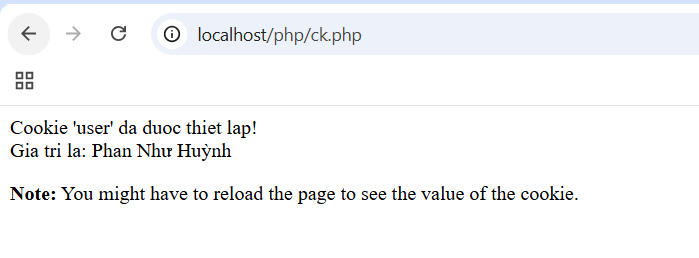 localhost/php/ck.php
Cookie 'user' da duoc thiet lap!
Gia tri la: Phan Như Huỳnh
Note: You might have to reload the page to see the value of the cookie.